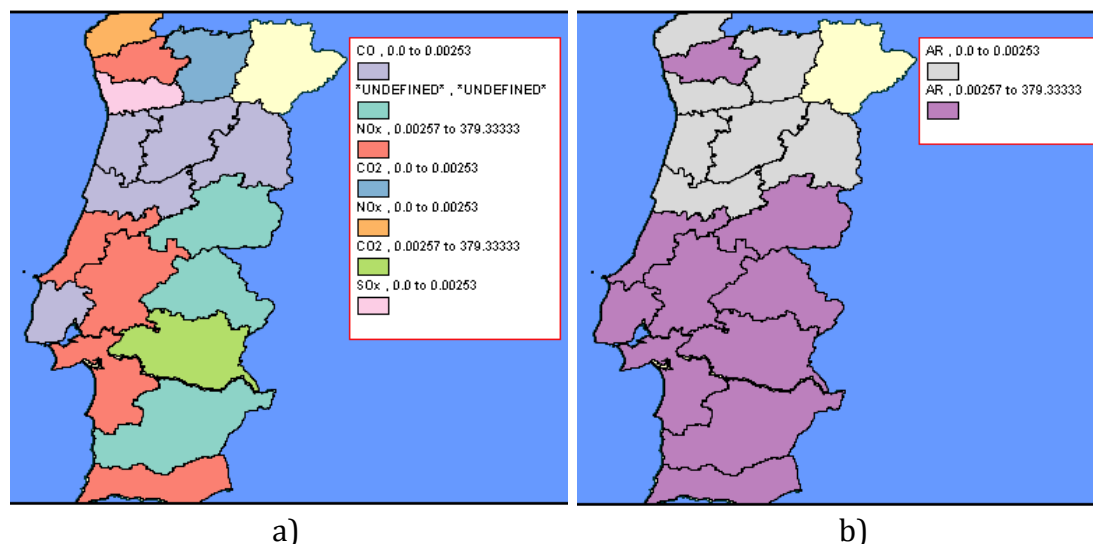 CO , 0.0 to 0.00253
*UNDEFINED* , *UNDEFINED*
NOx , 0.00257 to 379.33333
CO2 , 0.0 to 0.00253
NOx , 0.0 to 0.00253
CO2 , 0.00257 to 379.33333
SOx , 0.0 to 0.00253
a)
AR , 0.0 to 0.00253
AR , 0.00257 to 379.33333
b)